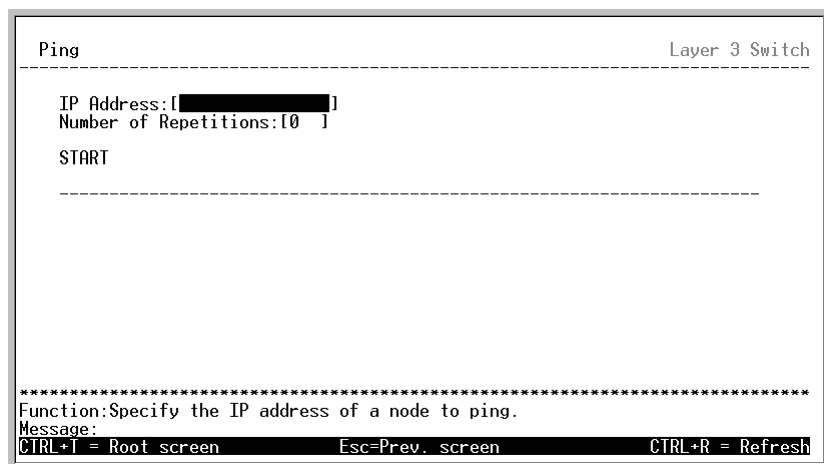 Ping Layer 3 Switch
IP Address:[ ]
Number of Repetitions:[0 ]
START
*******************************************************************************
Function:Specify the IP address of a node to ping.
Message:
CTRL+T = Root screen Esc=Prev. screen CTRL+R = Refresh